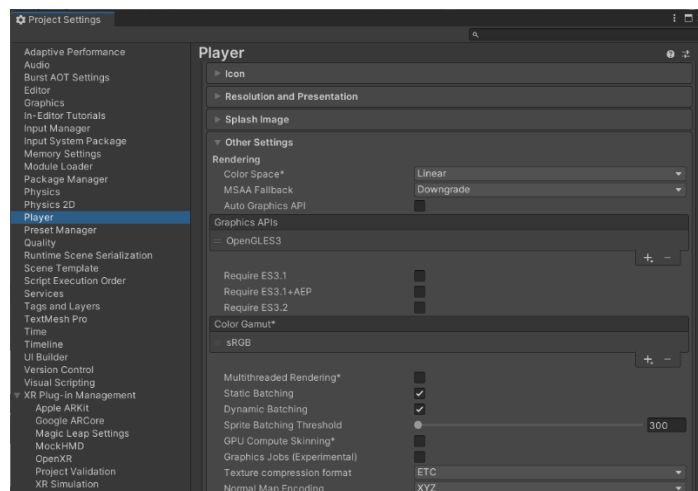 Project Settings
Adaptive Performance
Audio
Burst AOT Settings
Editor
Graphics
In-Editor Tutorials
Input Manager
Input System Package
Memory Settings
Module Loader
Package Manager
Physics
Physics 2D
Player
Preset Manager
Quality
Runtime Scene Serialization
Scene Template
Script Execution Order
Services
Tags and Layers
TextMesh Pro
Time
Timeline
UI Builder
Version Control
Visual Scripting
XR Plug-in Management
Apple ARKit
Google ARCore
Magic Leap Settings
MockHMD
OpenXR
Project Validation
XR Simulation
Player
Icon
Resolution and Presentation
Splash Image
Other Settings
Rendering
Color Space* Linear
MSAA Fallback Downgrade
Auto Graphics API
Graphics APIs
OpenGLES3
Require ES3.1
Require ES3.1+AEP
Require ES3.2
Color Gamut*
sRGB
Multithreaded Rendering*
Static Batching
Dynamic Batching
Sprite Batching Threshold 300
GPU Compute Skinning*
Graphics Jobs (Experimental)
Texture compression format ETC
Normal Map Encoding XYZ